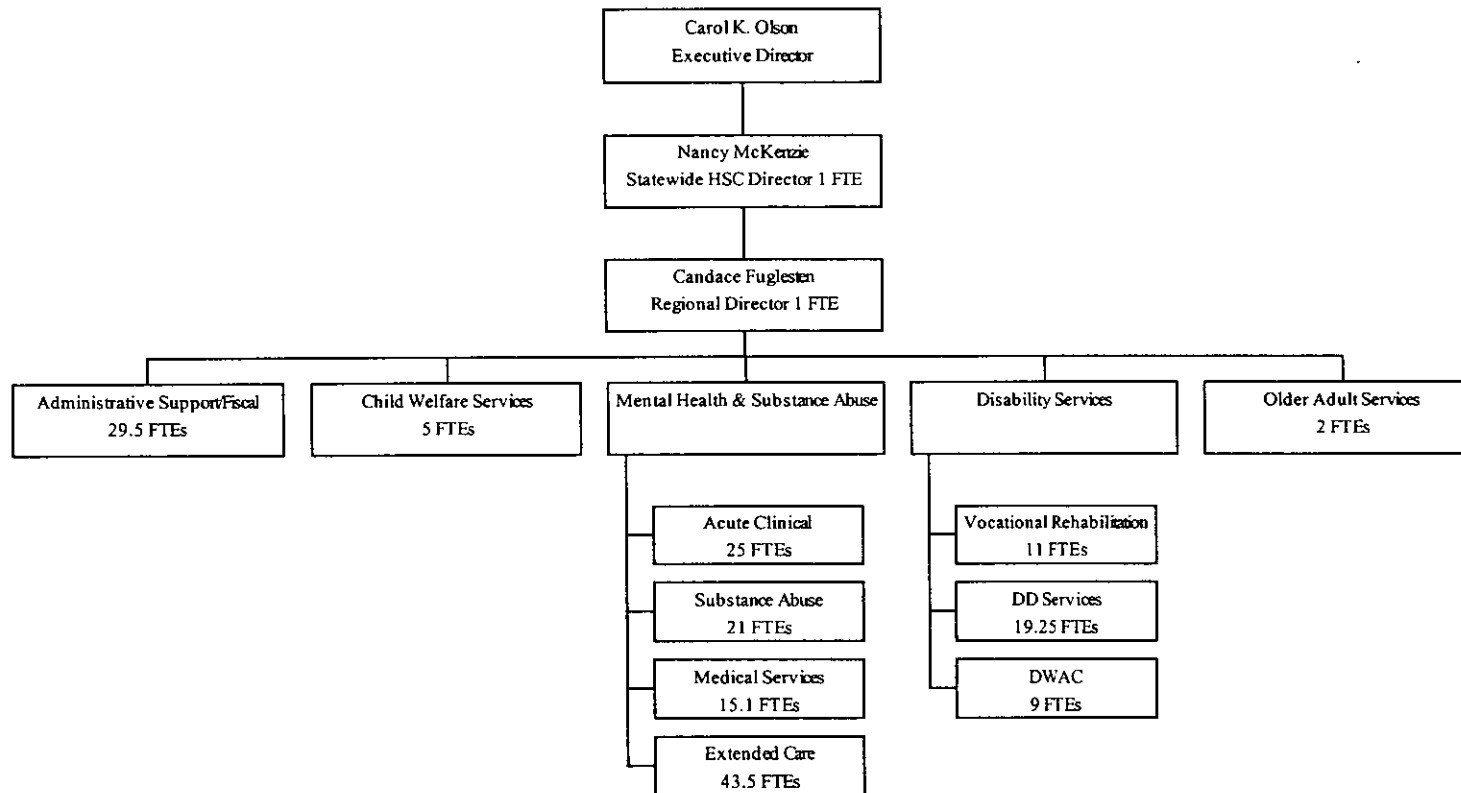 Carol K. Olson
Executive Director
Nancy McKenzie
Statewide HSC Director 1 FTE
Candace Fuglesten
Regional Director 1 FTE
Administrative Support/Fiscal
29.5 FTEs
Child Welfare Services
5 FTEs
Mental Health & Substance Abuse
Disability Services
Older Adult Services
2 FTEs
Acute Clinical
25 FTEs
Substance Abuse
21 FTEs
Medical Services
15.1 FTEs
Extended Care
43.5 FTEs
Vocational Rehabilitation
11 FTEs
DD Services
19.25 FTEs
DWAC
9 FTEs